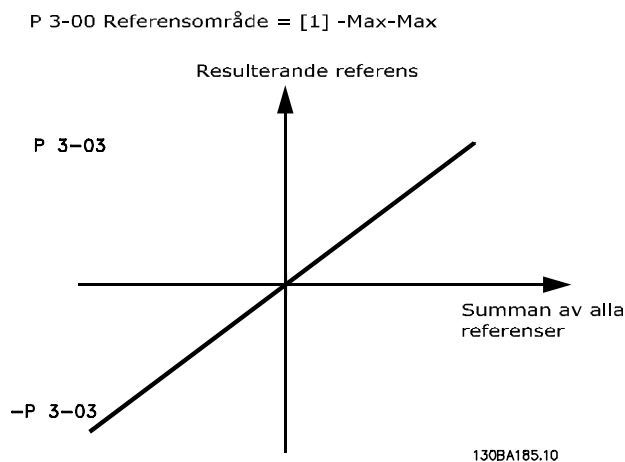 P 3-00 Referensområde = [1] -Max-Max
Resulterande referens
P 3-03
Summan av alla
referenser
-P 3-03
130BA185.10